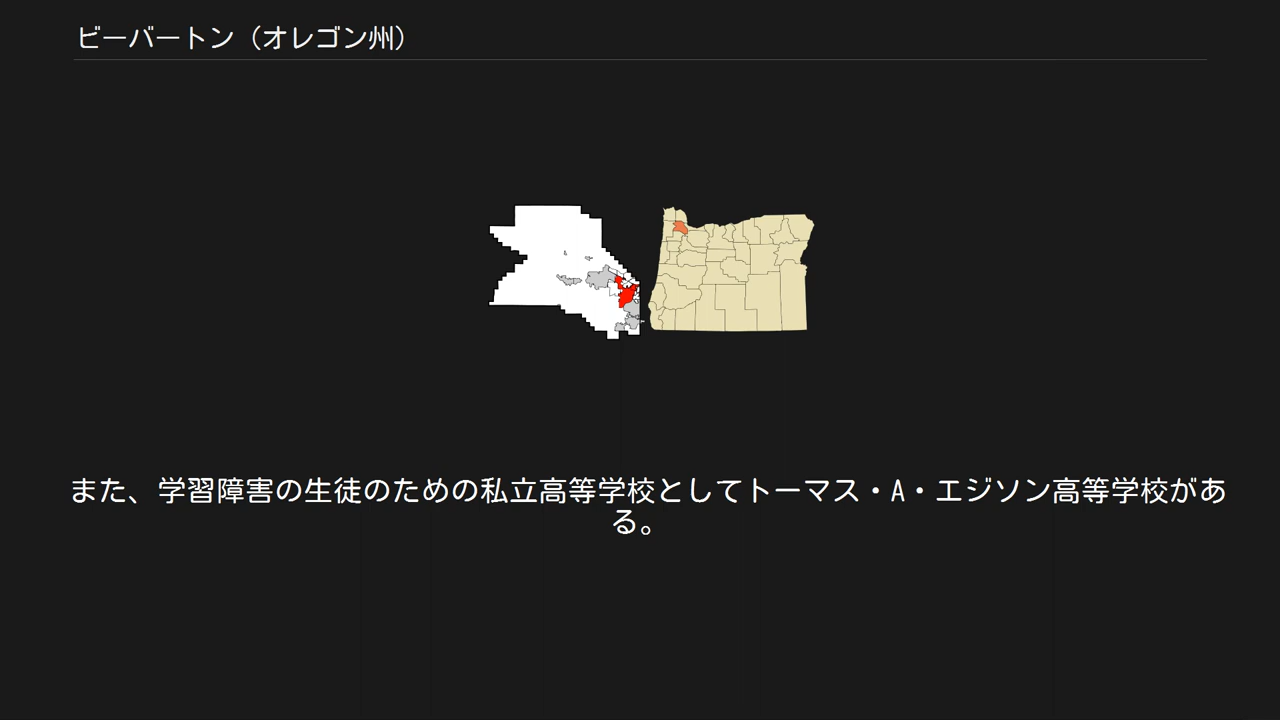 ビーバートン（オレゴン州）
また、学習障害の生徒のための私立高等学校としてトーマス・A・エジソン高等学校があ
る。